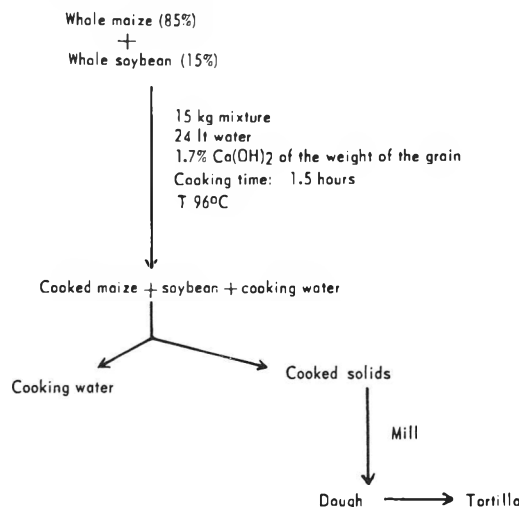 Whole maize (85%)
+
Whole soybean (15%)
15 kg mixture
24 lt water
1.7% Ca(OH)2 of the weight of the grain
Cooking time: 1.5 hours
T 96ºC
Cooked maize + soybean + cooking water
Cooking water
Cooked solids
Mill
Dough
Tortilla